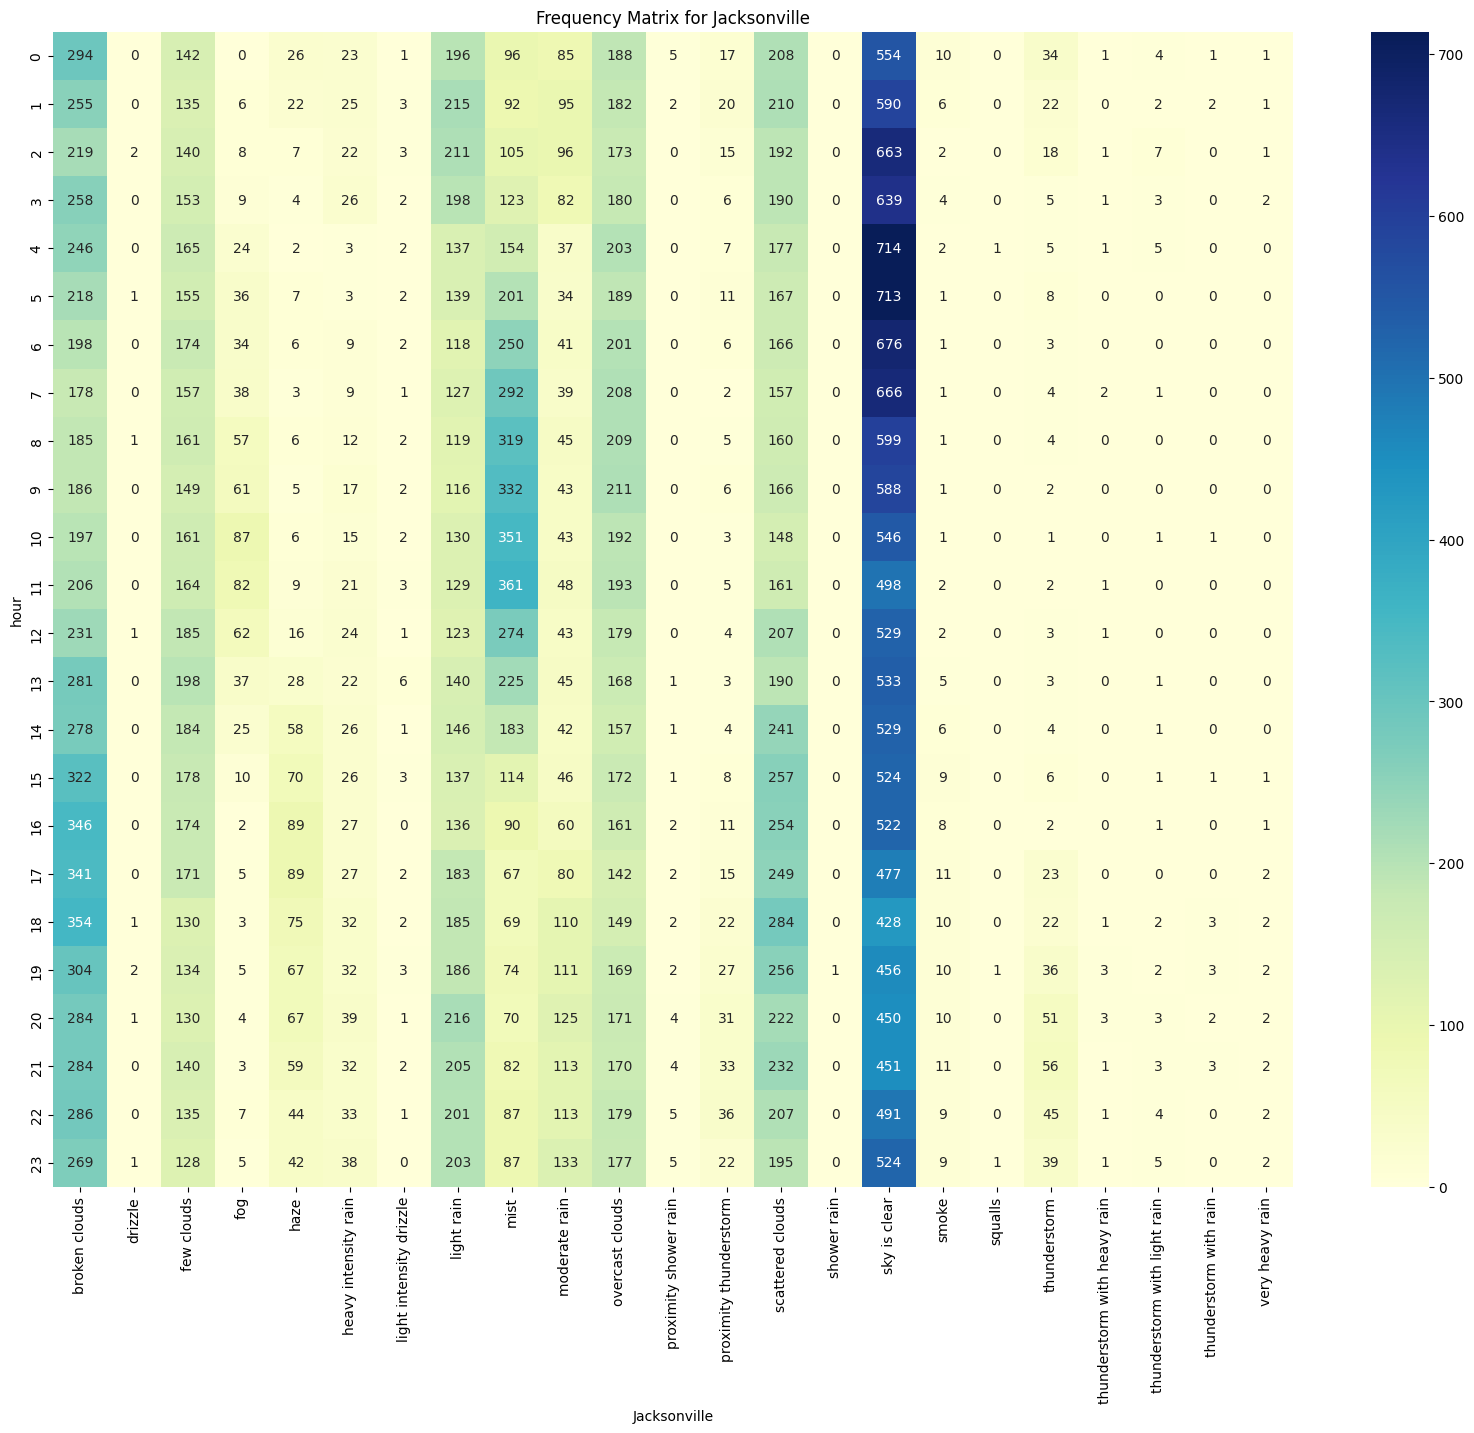 Frequency Matrix for Jacksonville
0 294 0 142 0 26 23 1 196 96 85 188 5 17 208 0 554 10 0 34 1 4 1 1
1 255 0 135 6 22 25 3 215 92 95 182 2 20 210 0 590 6 0 22 0 2 2 1
2 219 2 140 8 7 22 3 211 105 96 173 0 15 192 0 663 2 0 18 1 7 0 1
3 258 0 153 9 4 26 2 198 123 82 180 0 6 190 0 639 4 0 5 1 3 0 2
4 246 0 165 24 2 3 2 137 154 37 203 0 7 177 0 714 2 1 5 1 5 0 0
5 218 1 155 36 7 3 2 139 201 34 189 0 11 167 0 713 1 0 8 0 0 0 0
6 198 0 174 34 6 9 2 118 250 41 201 0 6 166 0 676 1 0 3 0 0 0 0
7 178 0 157 38 3 9 1 127 292 39 208 0 2 157 0 666 1 0 4 2 1 0 0
8 185 1 161 57 6 12 2 119 319 45 209 0 5 160 0 599 1 0 4 0 0 0 0
9 186 0 149 61 5 17 2 116 332 43 211 0 6 166 0 588 1 0 2 0 0 0 0
10 197 0 161 87 6 15 2 130 351 43 192 0 3 148 0 546 1 0 1 0 1 1 0
11 206 0 164 82 9 21 3 129 361 48 193 0 5 161 0 498 2 0 2 1 0 0 0
12 231 1 185 62 16 24 1 123 274 43 179 0 4 207 0 529 2 0 3 1 0 0 0
13 281 0 198 37 28 22 6 140 225 45 168 1 3 190 0 533 5 0 3 0 1 0 0
14 278 0 184 25 58 26 1 146 183 42 157 1 4 241 0 529 6 0 4 0 1 0 0
15 322 0 178 10 70 26 3 137 114 46 172 1 8 257 0 524 9 0 6 0 1 1 1
16 346 0 174 2 89 27 0 136 90 60 161 2 11 254 0 522 8 0 2 0 1 0 1
17 341 0 171 5 89 27 2 183 67 80 142 2 15 249 0 477 11 0 23 0 0 0 2
18 354 1 130 3 75 32 2 185 69 110 149 2 22 284 0 428 10 0 22 1 2 3 2
19 304 2 134 5 67 32 3 186 74 111 169 2 27 256 1 456 10 1 36 3 2 3 2
20 284 1 130 4 67 39 1 216 70 125 171 4 31 222 0 450 10 0 51 3 3 2 2
21 284 0 140 3 59 32 2 205 82 113 170 4 33 232 0 451 11 0 56 1 3 3 2
22 286 0 135 7 44 33 1 201 87 113 179 5 36 207 0 491 9 0 45 1 4 0 2
23 269 1 128 5 42 38 0 203 87 133 177 5 22 195 0 524 9 1 39 1 5 0 2
hour
broken clouds
drizzle
few clouds
fog
haze
heavy intensity rain
light intensity drizzle
light rain
mist
moderate rain
overcast clouds
proximity shower rain
proximity thunderstorm
scattered clouds
shower rain
sky is clear
smoke
squalls
thunderstorm
thunderstorm with heavy rain
thunderstorm with light rain
thunderstorm with rain
very heavy rain
Jacksonville
700
600
500
400
300
200
100
0